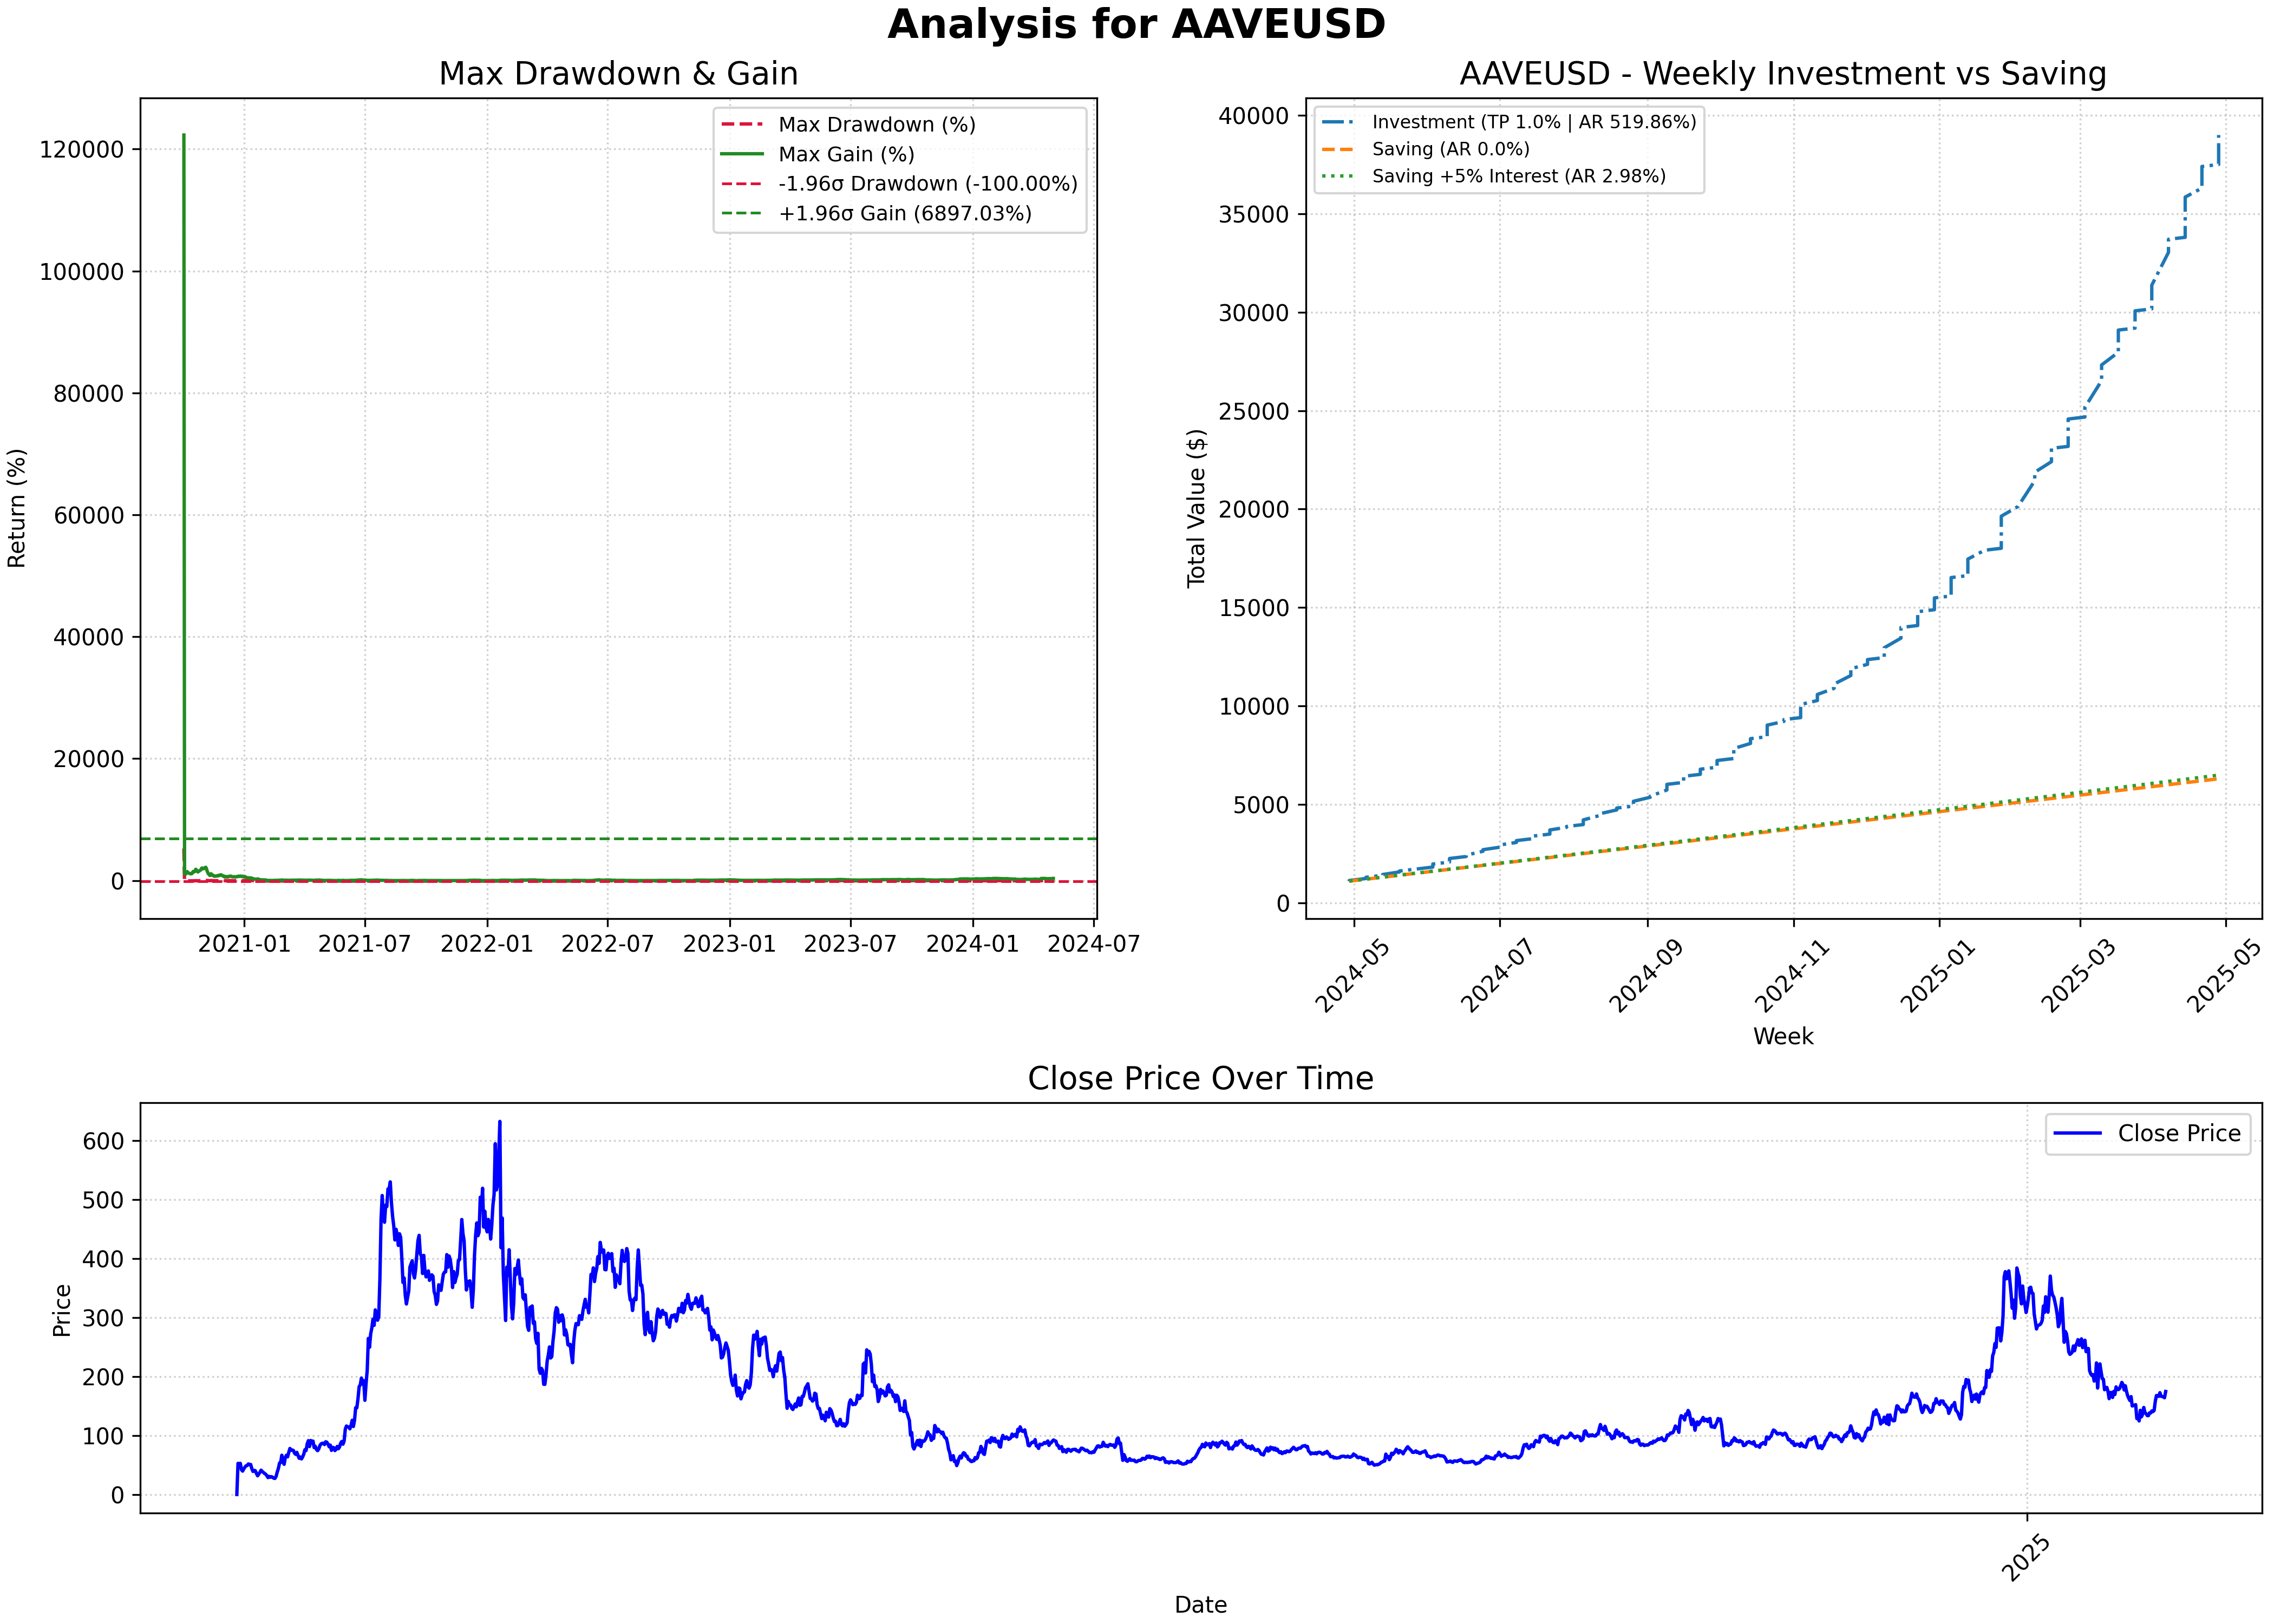 Analysis for AAVEUSD
Max Drawdown & Gain
Return (%)
120000
100000
80000
60000
40000
20000
0
Max Drawdown (%)
Max Gain (%)
-1.96σ Drawdown (-100.00%)
+1.96σ Gain (6897.03%)
2021-01
2021-07
2022-01
2022-07
2023-01
2023-07
2024-01
2024-07
AAVEUSD - Weekly Investment vs Saving
Total Value ($)
40000
35000
30000
25000
20000
15000
10000
5000
0
Investment (TP 1.0% | AR 519.86%)
Saving (AR 0.0%)
Saving +5% Interest (AR 2.98%)
2024-05
2024-07
2024-09
2024-11
2025-01
2025-03
2025-05
Week
Close Price Over Time
Price
600
500
400
300
200
100
0
Close Price
2025
Date